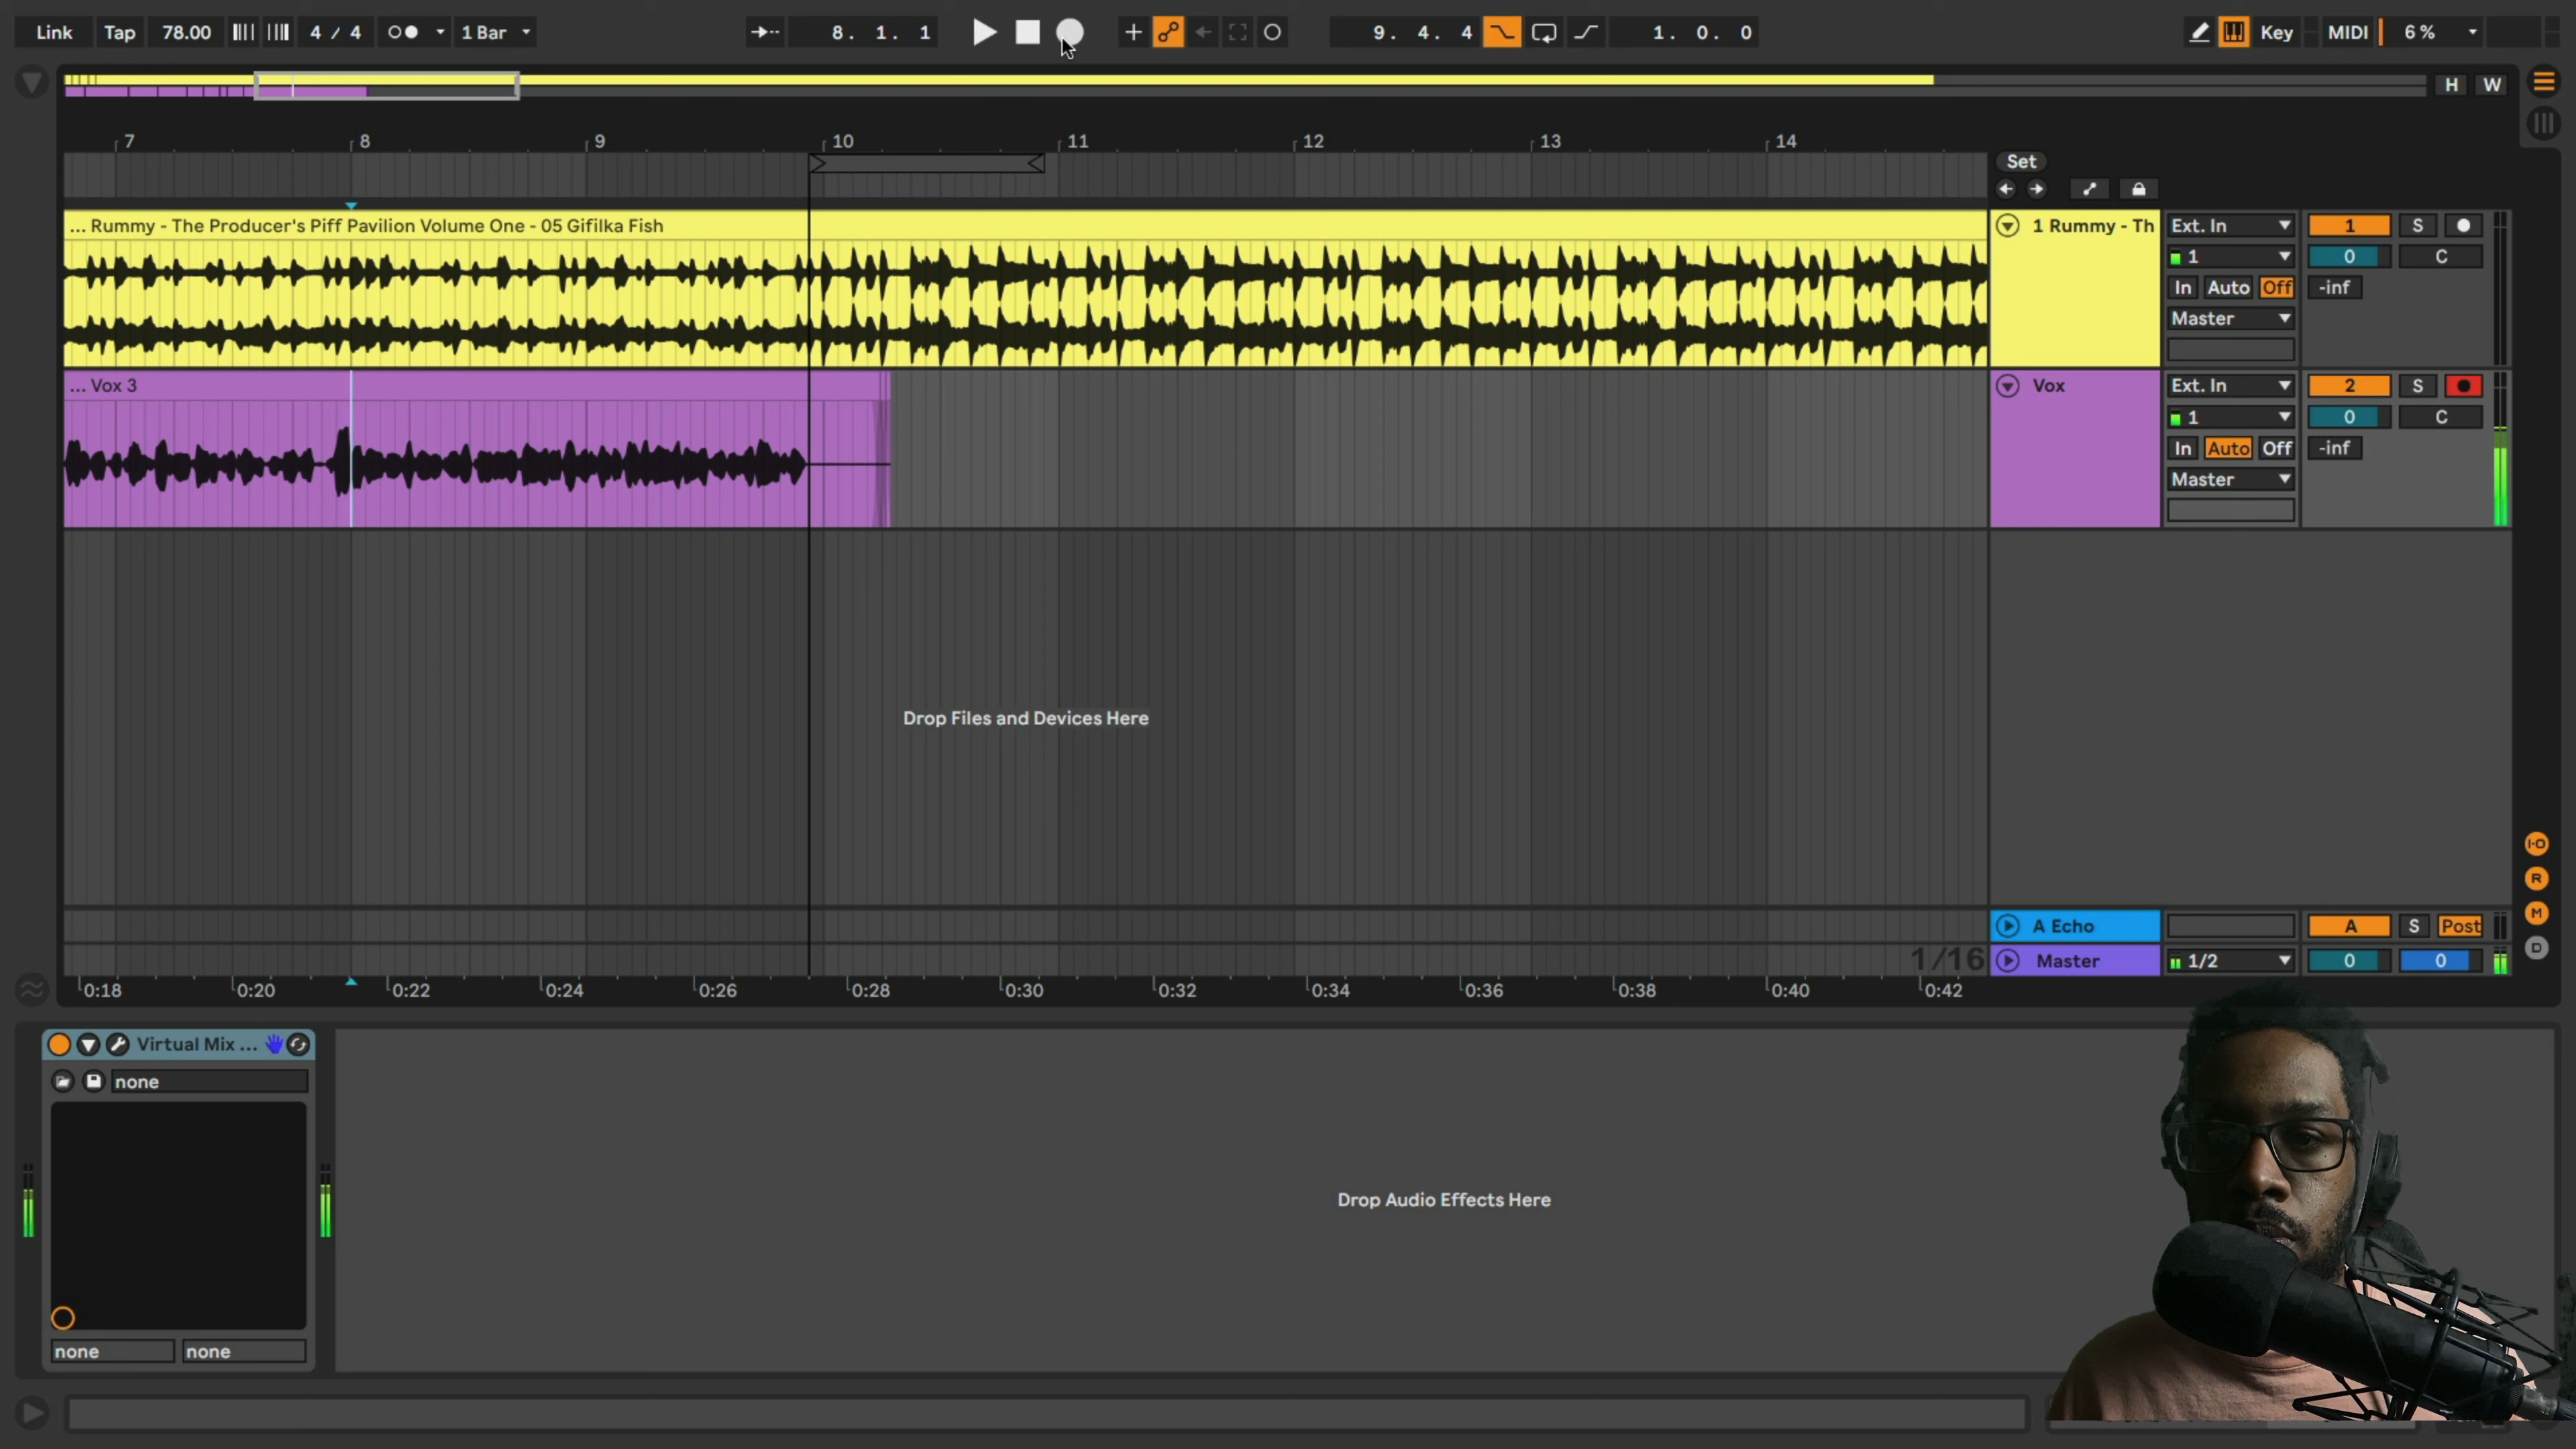 Link Tap 78.00 4 / 4 1 Bar 8. 1. 1 9. 4. 4 1. 0. 0 Key MIDI 6 %
H W
7 8 9 10 11 12 13 14
Set
... Rummy - The Producer's Piff Pavilion Volume One - 05 Gifilka Fish
1 Rummy - Th Ext. In 1 S
1 0 C
In Auto Off -inf
Master
... Vox 3
Vox Ext. In 2 S
1 0 C
In Auto Off -inf
Master
Drop Files and Devices Here
I·O
R
M
D
A Echo A S Post
1/16 Master 1/2 0 0
0:18 0:20 0:22 0:24 0:26 0:28 0:30 0:32 0:34 0:36 0:38 0:40 0:42
Virtual Mix ...
none
Drop Audio Effects Here
none none